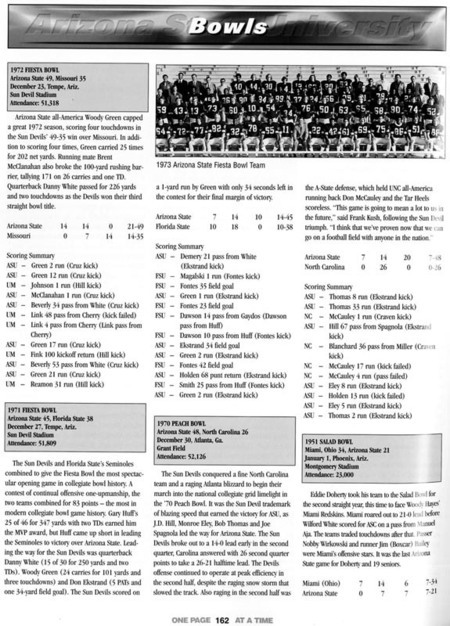 Arizona State University
Bowls
1972 FIESTA BOWL
Arizona State 49, Missouri 35
December 23, Tempe, Ariz.
Sun Devil Stadium
Attendance: 51,318
Arizona State all-America Woody Green capped
a great 1972 season, scoring four touchdowns in
the Sun Devils' 49-35 win over Missouri. In addi-
tion to scoring four times, Green carried 25 times
for 202 net yards. Running mate Brent
McClanahan also broke the 100-yard rushing bar-
rier, tallying 171 on 26 carries and one TD.
Quarterback Danny White passed for 226 yards
and two touchdowns as the Devils won their third
straight bowl title.
Arizona State 14 14 0 21-49
Missouri 0 7 14 14-35
Scoring Summary
ASU – Green 2 run (Cruz kick)
ASU – Green 12 run (Cruz kick)
UM – Johnson 1 run (Hill kick)
ASU – McClanahan 1 run (Cruz kick)
ASU – Beverly 34 pass from White (Cruz kick)
UM – Link 48 pass from Cherry (kick failed)
UM – Link 4 pass from Cherry (Link pass from
Cherry)
ASU – Green 17 run (Cruz kick)
UM – Fink 100 kickoff return (Hill kick)
ASU – Beverly 53 pass from White (Cruz kick)
ASU – Green 21 run (Cruz kick)
UM – Reamon 31 run (Hill kick)
1971 FIESTA BOWL
Arizona State 45, Florida State 38
December 27, Tempe, Ariz.
Sun Devil Stadium
Attendance: 51,809
The Sun Devils and Florida State's Seminoles
combined to give the Fiesta Bowl the most spectac-
ular opening game in collegiate bowl history. A
contest of continual offensive one-upmanship, the
two teams combined for 83 points – the most in
modern collegiate bowl game history. Gary Huff's
25 of 46 for 347 yards with two TDs earned him
the MVP award, but Huff came up short in leading
the Seminoles to victory over Arizona State. Lead-
ing the way for the Sun Devils was quarterback
Danny White (15 of 30 for 250 yards and two
TDs). Woody Green (24 carries for 101 yards and
three touchdowns) and Don Ekstrand (5 PATs and
one 34-yard field goal). The Sun Devils scored on
1973 Arizona State Fiesta Bowl Team
a 1-yard run by Green with only 34 seconds left in
the contest for their final margin of victory.
Arizona State 7 14 10 14-45
Florida State 10 18 0 10-38
Scoring Summary
ASU – Demery 21 pass from White
(Ekstrand kick)
FSU – Magalski 1 run (Fontes kick)
FSU – Fontes 35 field goal
ASU – Green 1 run (Ekstrand kick)
FSU – Fontes 23 field goal
FSU – Dawson 14 pass from Gaydos (Dawson
pass from Huff)
FSU – Dawson 10 pass from Huff (Fontes kick)
ASU – Ekstrand 34 field goal
ASU – Green 2 run (Ekstrand kick)
FSU – Fontes 42 field goal
ASU – Holden 68 punt return (Ekstrand kick)
FSU – Smith 25 pass from Huff (Fontes kick)
ASU – Green 2 run (Ekstrand kick)
1970 PEACH BOWL
Arizona State 48, North Carolina 26
December 30, Atlanta, Ga.
Grant Field
Attendance: 52,126
The Sun Devils conquered a fine North Carolina
team and a raging Atlanta blizzard to begin their
march into the national collegiate grid limelight in
the '70 Peach Bowl. It was the Sun Devil trademark
of blazing speed that earned the victory for ASU, as
J.D. Hill, Monroe Eley, Bob Thomas and Joe
Spagnola led the way for Arizona State. The Sun
Devils broke out to a 14-0 lead early in the second
quarter, Carolina answered with 26 second quarter
points to take a 26-21 halftime lead. The Devils
offense continued to operate at peak efficiency in
the second half, despite the raging snow storm that
slowed the track. Also raging in the second half was
the A-State defense, which held UNC all-America
running back Don McCauley and the Tar Heels
scoreless. "This game is going to mean a lot to us in
the future," said Frank Kush, following the Sun Devil
triumph. "I think that we've proven now that we can
go on a football field with anyone in the nation."
Arizona State 7 14 20 7-48
North Carolina 0 26 0 0-26
Scoring Summary
ASU – Thomas 8 run (Ekstrand kick)
ASU – Thomas 33 run (Ekstrand kick)
NC – McCauley 1 run (Craven kick)
ASU – Hill 67 pass from Spagnola (Ekstrand
kick)
NC – Blanchard 36 pass from Miller (Craven
kick)
NC – McCauley 17 run (kick failed)
NC – McCauley 4 run (pass failed)
ASU – Eley 8 run (Ekstrand kick)
ASU – Holden 13 run (kick failed)
ASU – Eley 5 run (Ekstrand kick)
ASU – Thomas 2 run (Ekstrand kick)
1951 SALAD BOWL
Miami, Ohio 34, Arizona State 21
January 1, Phoenix, Ariz.
Montgomery Stadium
Attendance: 23,000
Eddie Doherty took his team to the Salad Bowl for
the second straight year, this time to face Woody Hayes'
Miami Redskins. Miami roared out to 21-0 lead before
Wilford White scored for ASC on a pass from Manuel
Aja. The teams traded touchdowns after that. Passer
Nobby Wirkowski and runner Jim (Boxcar) Bailey
were Miami's offensive stars. It was the last Arizona
State game for Doherty and 19 seniors.
Miami (Ohio) 7 14 6 7-34
Arizona State 0 7 7 7-21
ONE PAGE 162 AT A TIME